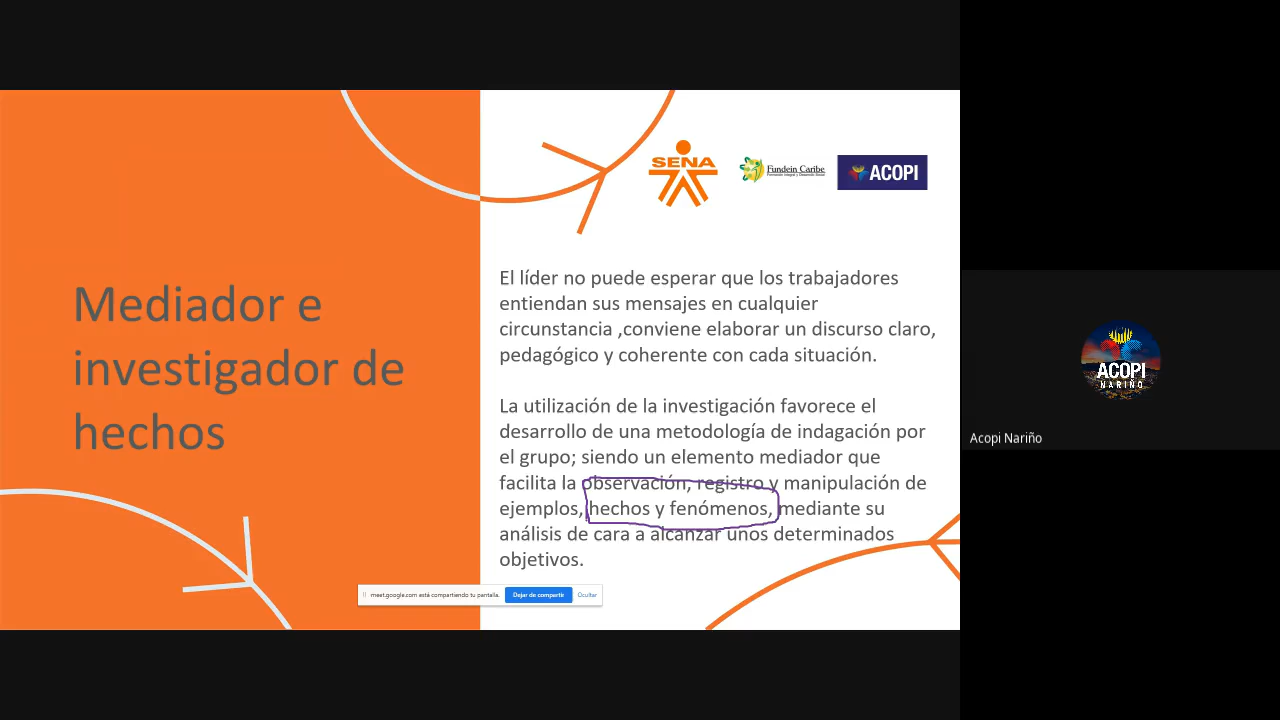 SENA
Fundein Caribe
ACOPI
Mediador e
investigador de
hechos
El líder no puede esperar que los trabajadores
entiendan sus mensajes en cualquier
circunstancia ,conviene elaborar un discurso claro,
pedagógico y coherente con cada situación.
La utilización de la investigación favorece el
desarrollo de una metodología de indagación por
el grupo; siendo un elemento mediador que
facilita la observación, registro y manipulación de
ejemplos, hechos y fenómenos, mediante su
análisis de cara a alcanzar unos determinados
objetivos.
meet.google.com está compartiendo tu pantalla. Dejar de compartir Ocultar
ACOPI
NARIÑO
Acopi Nariño